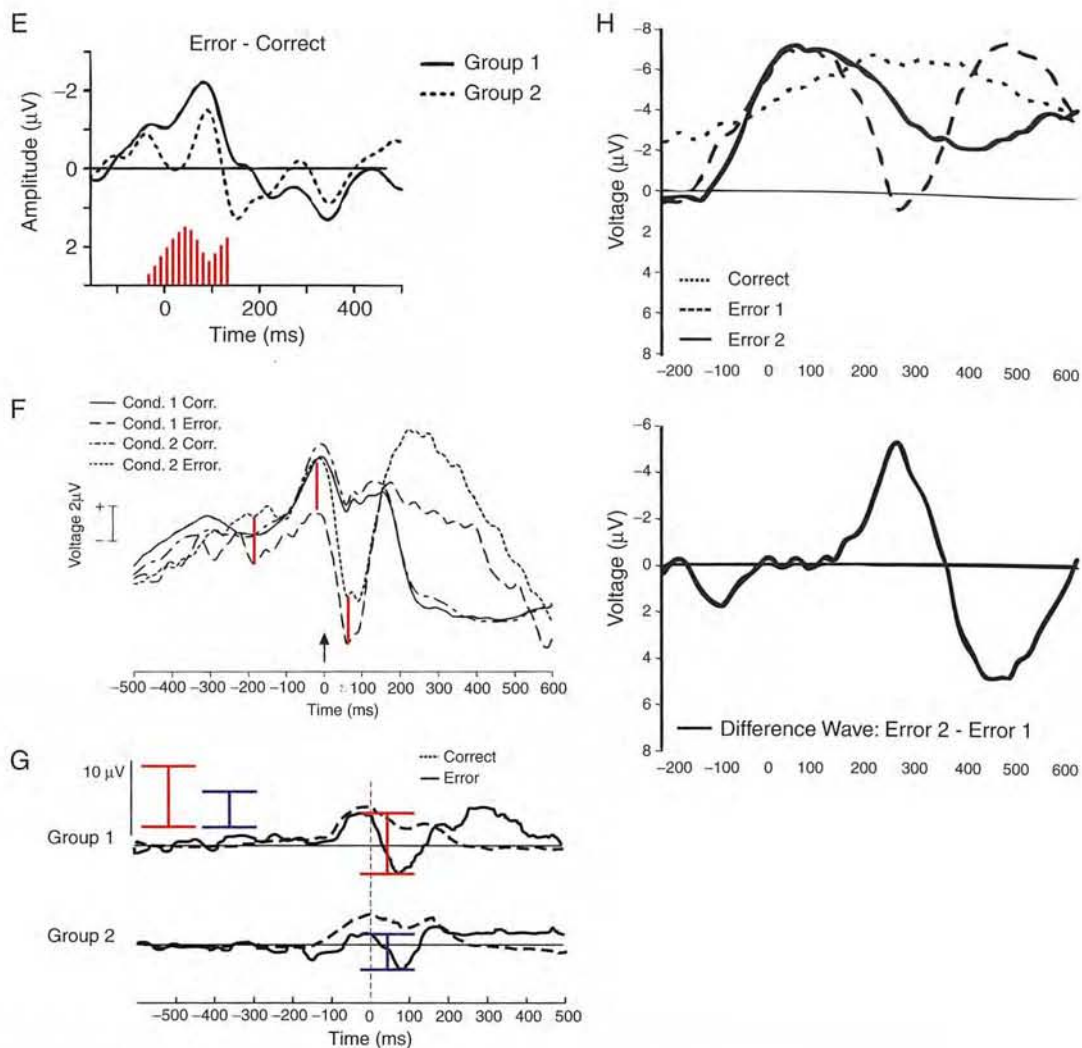 E
Error - Correct
Group 1
Group 2
Amplitude (μV)
−2
0
2
0
200
400
Time (ms)
F
Cond. 1 Corr.
Cond. 1 Error.
Cond. 2 Corr.
Cond. 2 Error.
Voltage 2μV
+
−
−500 −400 −300 −200 −100 0 100 200 300 400 500 600
Time (ms)
G
10 μV
Correct
Error
Group 1
Group 2
−500 −400 −300 −200 −100 0 100 200 300 400 500
Time (ms)
H
Voltage (μV)
−8
−6
−4
−2
0
2
4
6
8
Correct
Error 1
Error 2
−200 −100 0 100 200 300 400 500 600
Voltage (μV)
−6
−4
−2
0
2
4
6
8
Difference Wave: Error 2 - Error 1
−200 −100 0 100 200 300 400 500 600